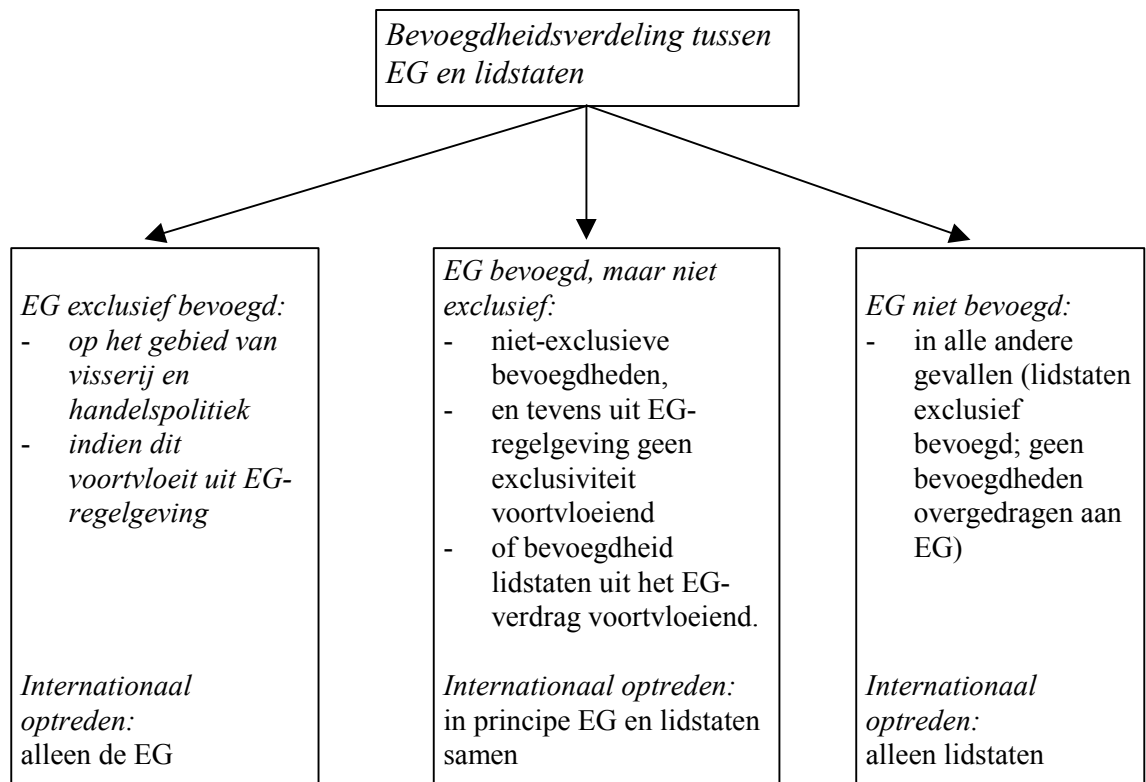 Bevoegdheidsverdeling tussen
EG en lidstaten
EG exclusief bevoegd:
- op het gebied van
visserij en
handelspolitiek
- indien dit
voortvloeit uit EG-
regelgeving
Internationaal
optreden:
alleen de EG
EG bevoegd, maar niet
exclusief:
- niet-exclusieve
bevoegdheden,
- en tevens uit EG-
regelgeving geen
exclusiviteit
voortvloeiend
- of bevoegdheid
lidstaten uit het EG-
verdrag voortvloeiend.
Internationaal optreden:
in principe EG en lidstaten
samen
EG niet bevoegd:
- in alle andere
gevallen (lidstaten
exclusief
bevoegd; geen
bevoegdheden
overgedragen aan
EG)
Internationaal
optreden:
alleen lidstaten